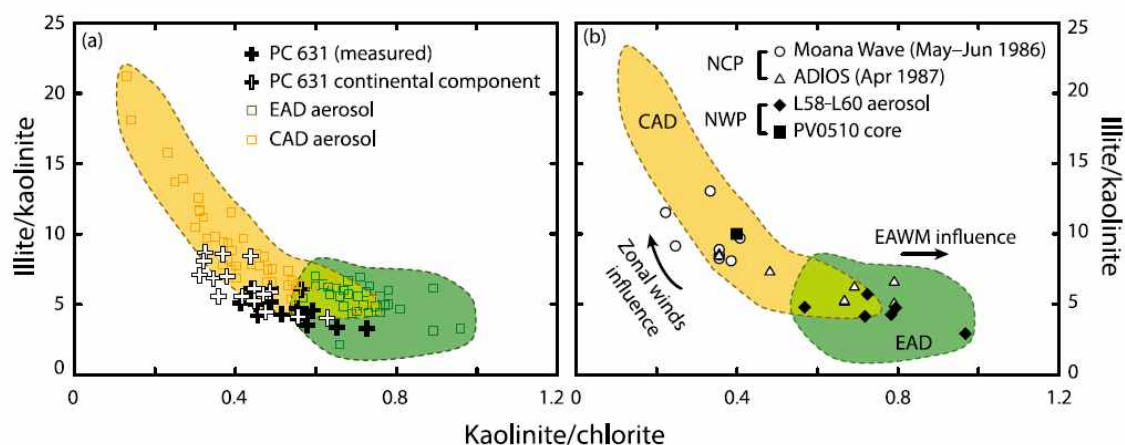 (a)
PC 631 (measured)
PC 631 continental component
EAD aerosol
CAD aerosol
Illite/kaolinite
25
20
15
10
5
0
0
0.4
0.8
(b)
NCP
Moana Wave (May–Jun 1986)
ADIOS (Apr 1987)
NWP
L58-L60 aerosol
PV0510 core
CAD
EAWM influence
Zonal winds
influence
EAD
0
0.4
0.8
1.2
25
20
15
10
5
0
Illite/kaolinite
Kaolinite/chlorite